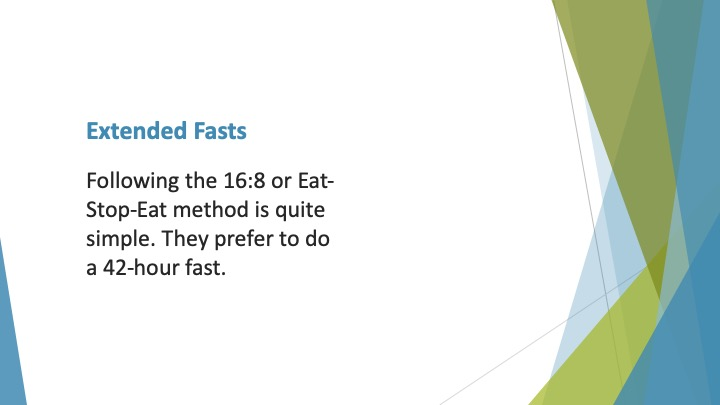 Extended Fasts
Following the 16:8 or Eat-
Stop-Eat method is quite
simple. They prefer to do
a 42-hour fast.